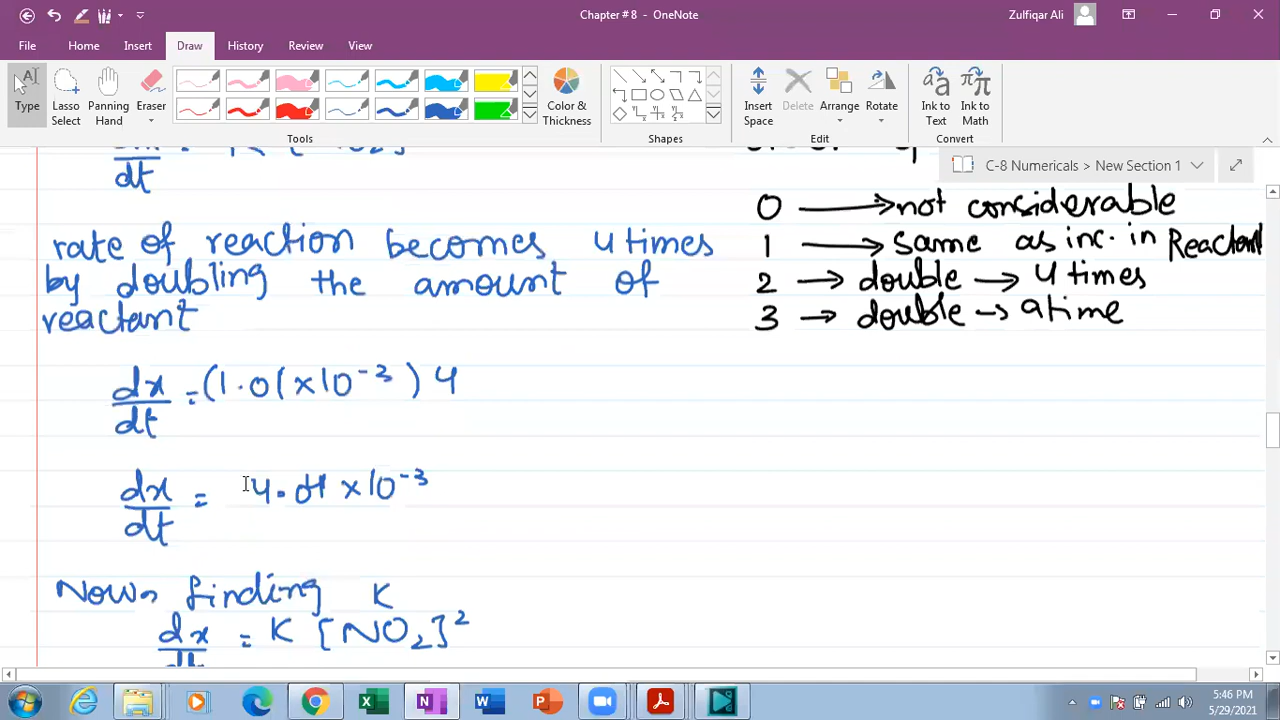 Chapter # 8 - OneNote
Zulfiqar Ali
File Home Insert Draw History Review View
Type
Lasso Select
Panning Hand
Eraser
Color & Thickness
Insert Space
Delete
Arrange
Rotate
Ink to Text
Ink to Math
Tools
Shapes
Edit
Convert
C-8 Numericals > New Section 1
dt
rate of reaction becomes 4 times
by doubling the amount of
reactant
dx/dt = (1.01 × 10⁻³) 4
dx/dt = 4.04 × 10⁻³
Now finding K
dx/dt = K [NO₂]²
0 → not considerable
1 → same as inc. in Reactant
2 → double → 4 times
3 → double → 9 time
5:46 PM
5/29/2021